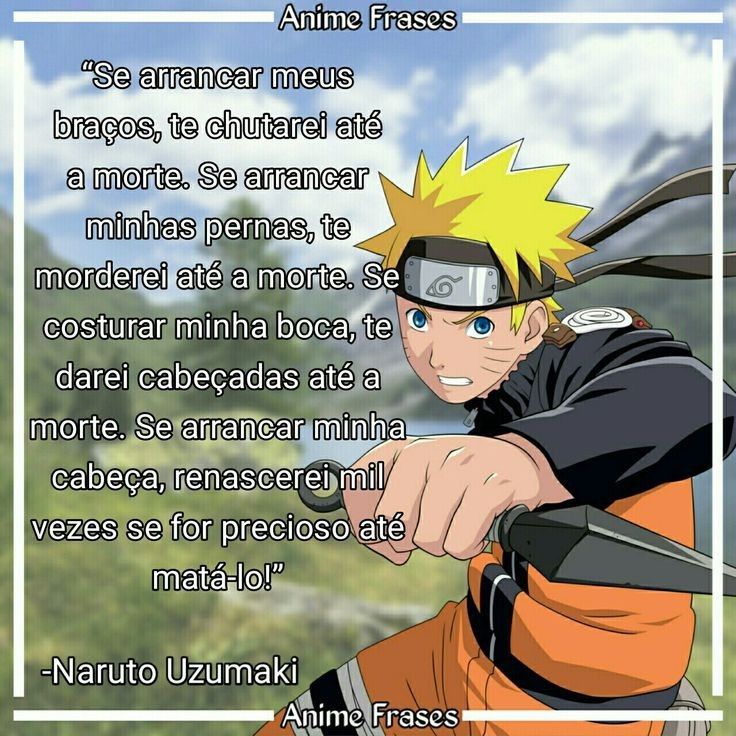 Anime Frases
“Se arrancar meus
braços, te chutarei até
a morte. Se arrancar
minhas pernas, te
morderei até a morte. Se
costurar minha boca, te
darei cabeçadas até a
morte. Se arrancar minha
cabeça, renascerei mil
vezes se for precioso até
matá-lo!”
-Naruto Uzumaki
Anime Frases